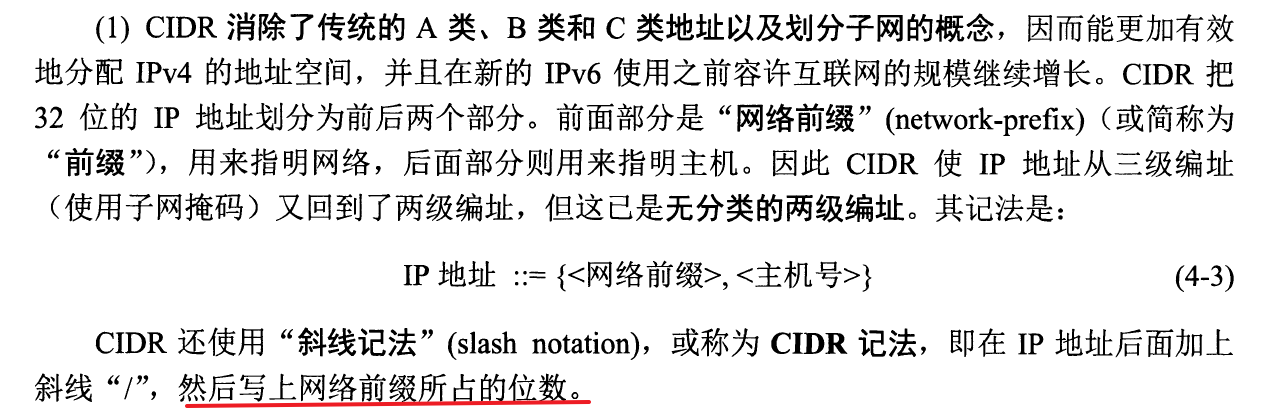 (1) CIDR 消除了传统的 A 类、B 类和 C 类地址以及划分子网的概念，因而能更加有效
地分配 IPv4 的地址空间，并且在新的 IPv6 使用之前容许互联网的规模继续增长。CIDR 把
32 位的 IP 地址划分为前后两个部分。前面部分是“网络前缀”(network-prefix)（或简称为
“前缀”），用来指明网络，后面部分则用来指明主机。因此 CIDR 使 IP 地址从三级编址
（使用子网掩码）又回到了两级编址，但这已是无分类的两级编址。其记法是：
IP 地址 ::= {<网络前缀>, <主机号>} (4-3)
CIDR 还使用“斜线记法”(slash notation)，或称为 CIDR 记法，即在 IP 地址后面加上
斜线“/”，然后写上网络前缀所占的位数。